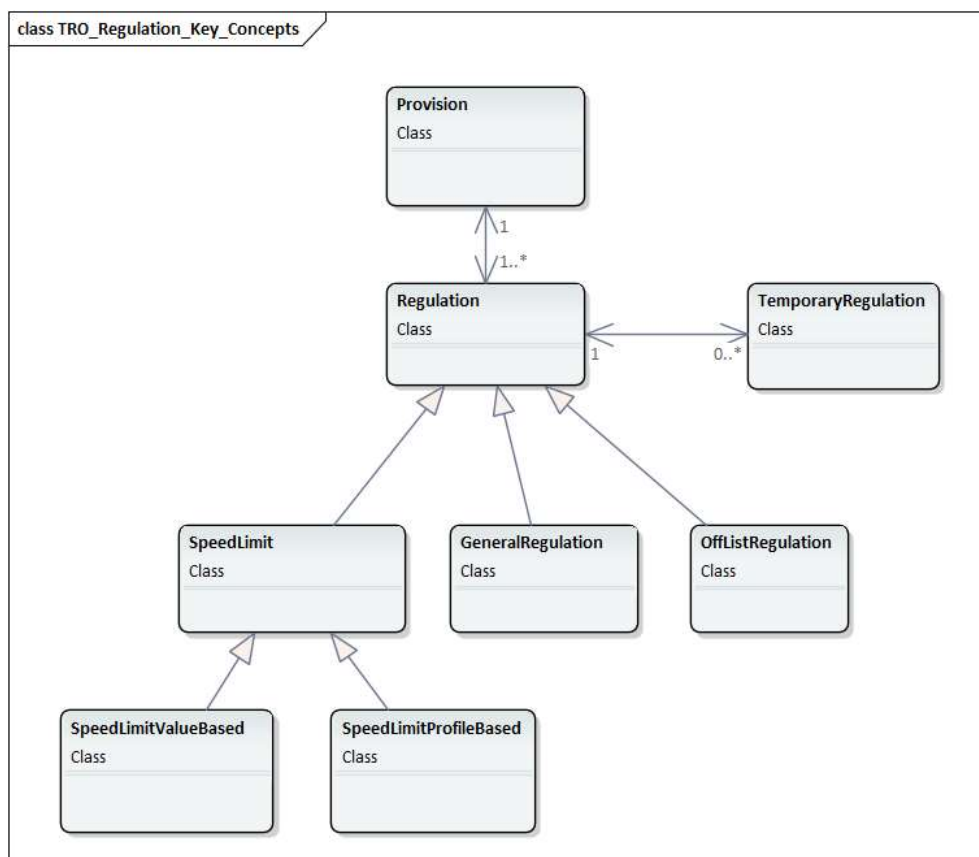 class TRO_Regulation_Key_Concepts
Provision
Class
1
1..*
Regulation
Class
TemporaryRegulation
Class
1
0..*
SpeedLimit
Class
GeneralRegulation
Class
OffListRegulation
Class
SpeedLimitValueBased
Class
SpeedLimitProfileBased
Class